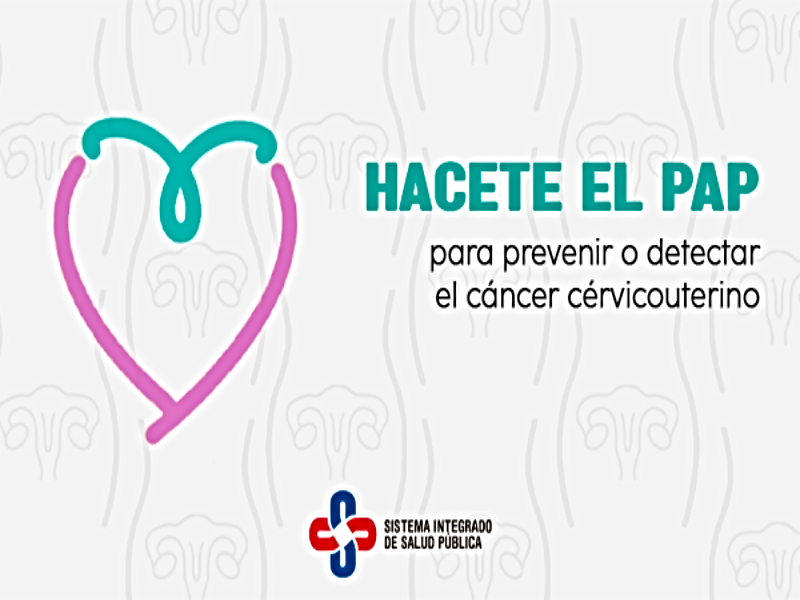 HACETE EL PAP
para prevenir o detectar
el cáncer cérvicouterino
SISTEMA INTEGRADO
DE SALUD PÚBLICA